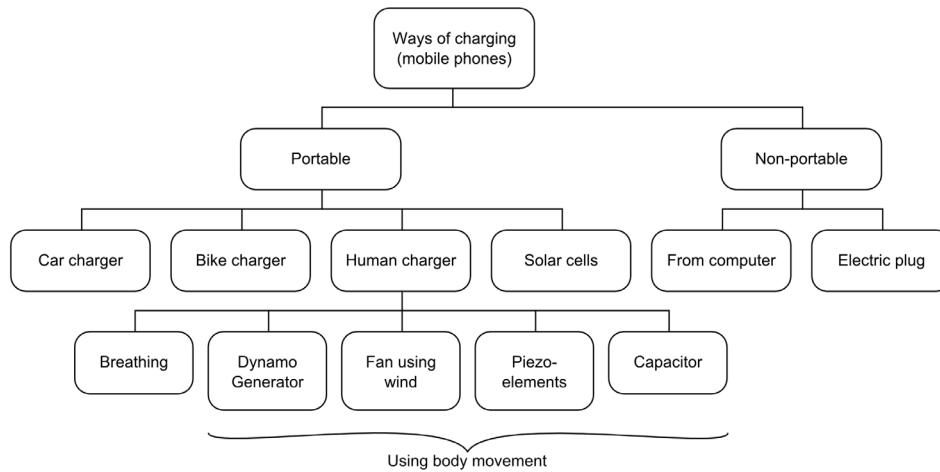 Ways of charging
(mobile phones)
Portable
Non-portable
Car charger
Bike charger
Human charger
Solar cells
From computer
Electric plug
Breathing
Dynamo
Generator
Fan using
wind
Piezo-
elements
Capacitor
Using body movement